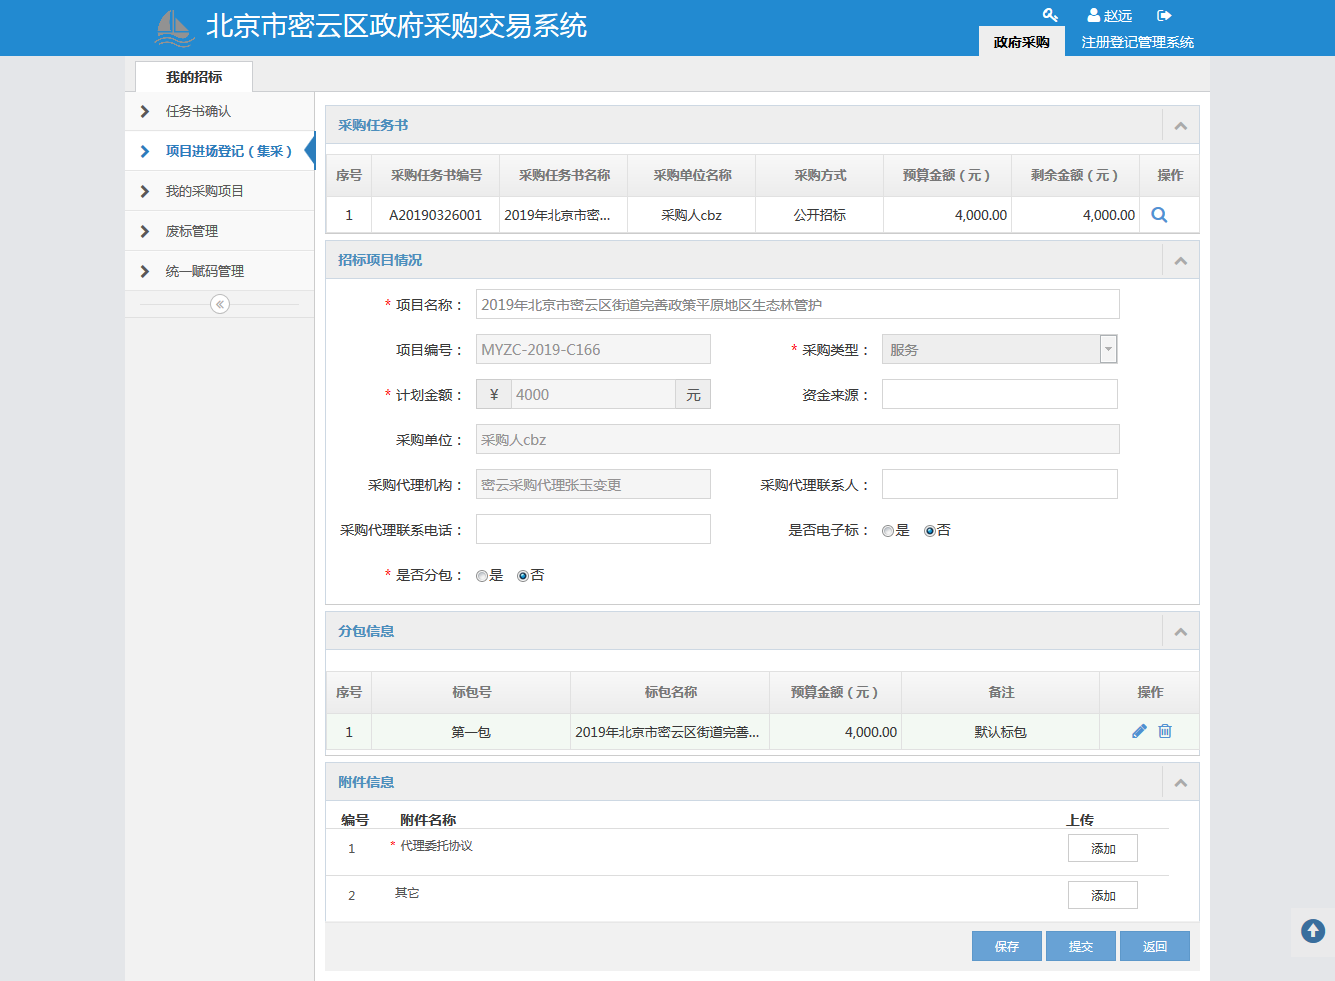 北京市密云区政府采购交易系统
赵远
政府采购
注册登记管理系统
我的招标
任务书确认
项目进场登记（集采）
我的采购项目
废标管理
统一赋码管理
采购任务书
序号 采购任务书编号 采购任务书名称 采购单位名称 采购方式 预算金额（元） 剩余金额（元） 操作
1 A20190326001 2019年北京市密... 采购人cbz 公开招标 4,000.00 4,000.00
招标项目情况
* 项目名称： 2019年北京市密云区街道完善政策平原地区生态林管护
项目编号： MYZC-2019-C166 * 采购类型： 服务
* 计划金额： ¥ 4000 元 资金来源：
采购单位： 采购人cbz
采购代理机构： 密云采购代理张玉变更 采购代理联系人：
采购代理联系电话： 是否电子标： 是 否
* 是否分包： 是 否
分包信息
序号 标包号 标包名称 预算金额（元） 备注 操作
1 第一包 2019年北京市密云区街道完善... 4,000.00 默认标包
附件信息
编号 附件名称 上传
1 * 代理委托协议 添加
2 其它 添加
保存 提交 返回